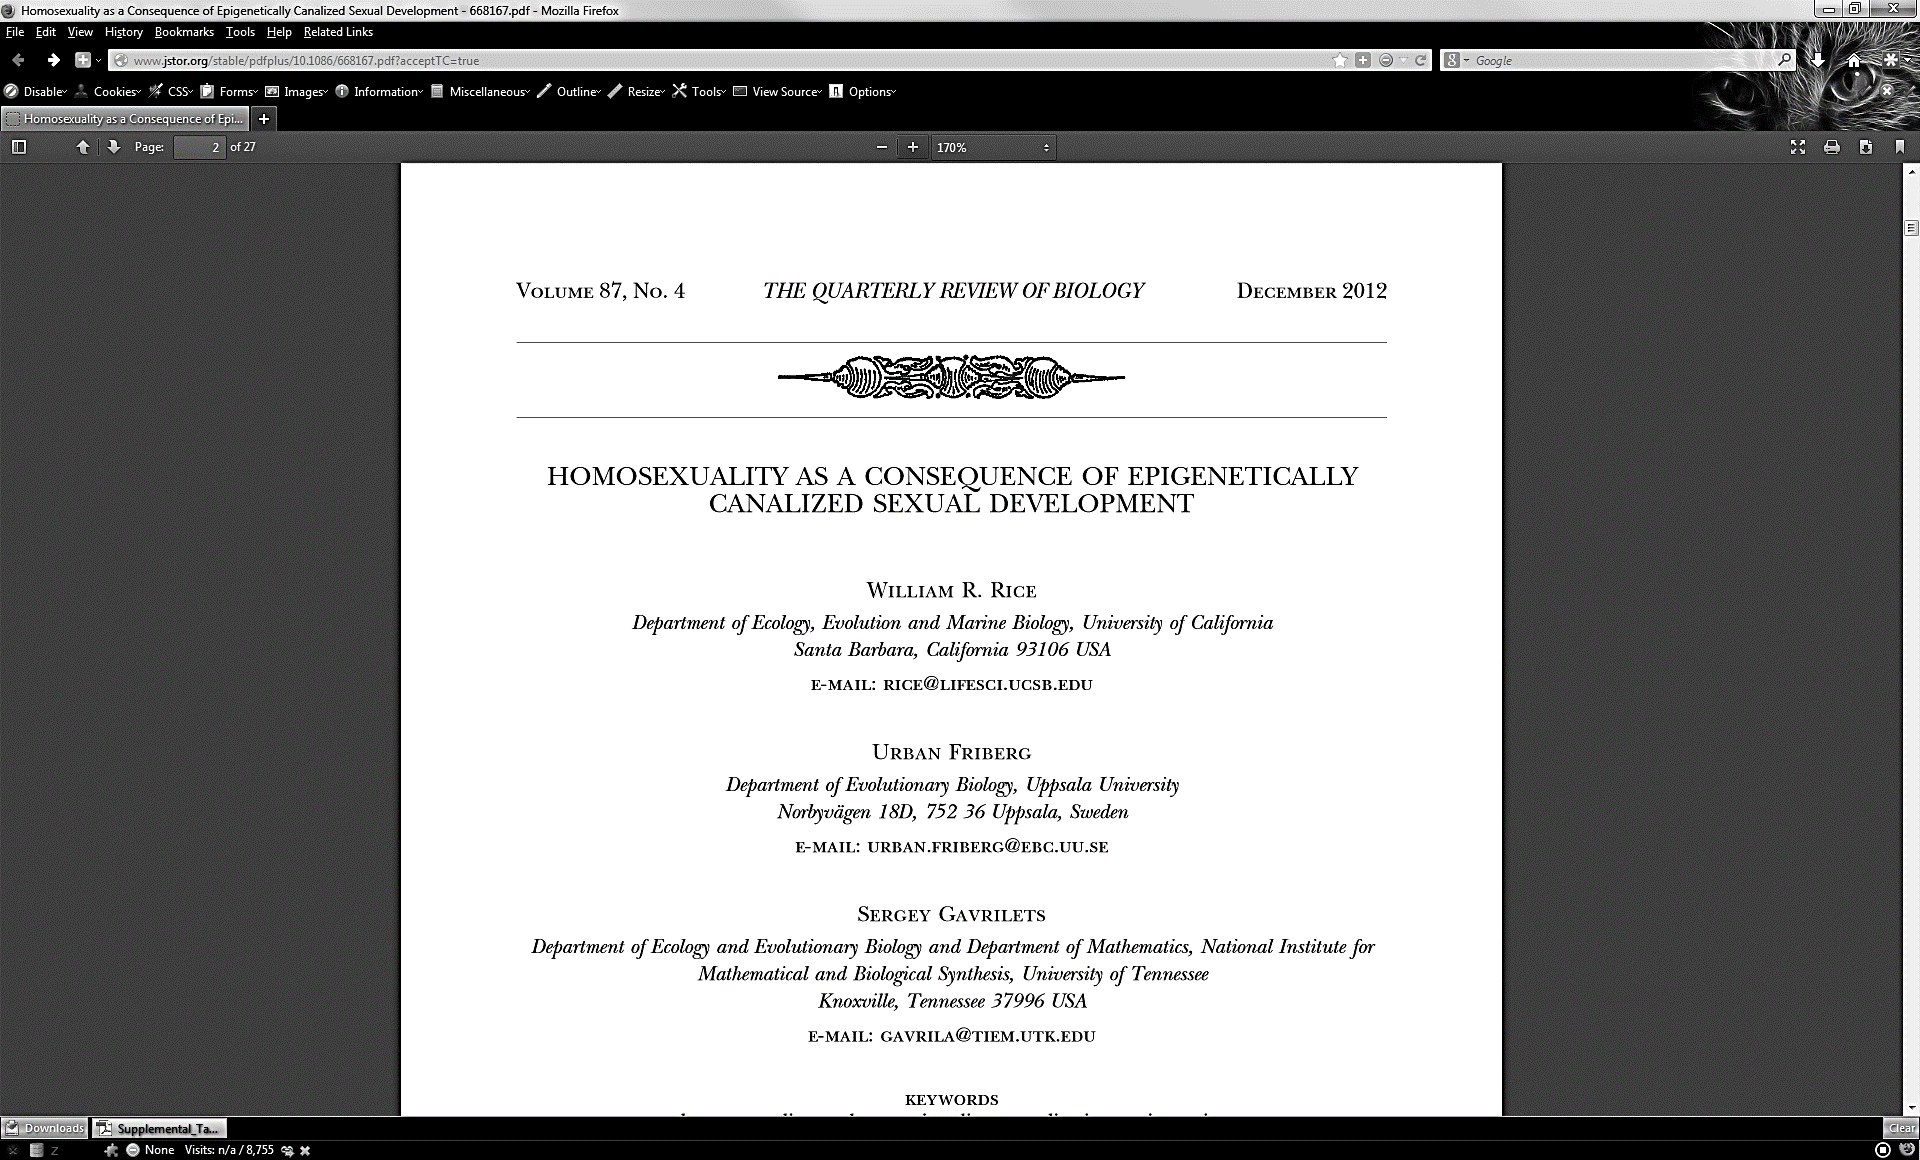 Homosexuality as a Consequence of Epigenetically Canalized Sexual Development - 668167.pdf - Mozilla Firefox
File Edit View History Bookmarks Tools Help Related Links
www.jstor.org/stable/pdfplus/10.1086/668167.pdf?acceptTC=true
Google
Disable Cookies CSS Forms Images Information Miscellaneous Outline Resize Tools View Source Options
Homosexuality as a Consequence of Epi...
Page: 2 of 27
170%
VOLUME 87, NO. 4 THE QUARTERLY REVIEW OF BIOLOGY DECEMBER 2012
HOMOSEXUALITY AS A CONSEQUENCE OF EPIGENETICALLY
CANALIZED SEXUAL DEVELOPMENT
WILLIAM R. RICE
Department of Ecology, Evolution and Marine Biology, University of California
Santa Barbara, California 93106 USA
E-MAIL: RICE@LIFESCI.UCSB.EDU
URBAN FRIBERG
Department of Evolutionary Biology, Uppsala University
Norbyvägen 18D, 752 36 Uppsala, Sweden
E-MAIL: URBAN.FRIBERG@EBC.UU.SE
SERGEY GAVRILETS
Department of Ecology and Evolutionary Biology and Department of Mathematics, National Institute for
Mathematical and Biological Synthesis, University of Tennessee
Knoxville, Tennessee 37996 USA
E-MAIL: GAVRILA@TIEM.UTK.EDU
KEYWORDS
Downloads Supplemental_Ta... Clear
None Visits: n/a / 8,755